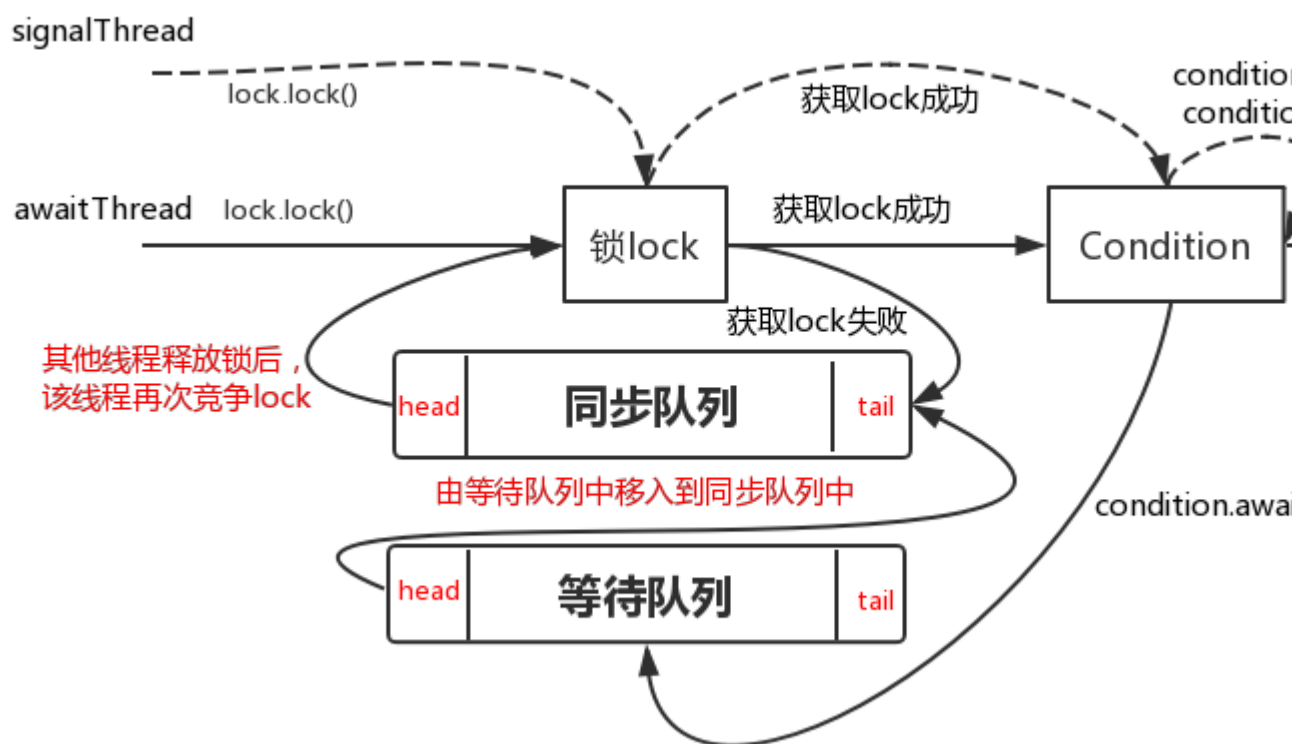 signalThread
lock.lock()
获取lock成功
condition
conditio
awaitThread
lock.lock()
锁lock
获取lock成功
Condition
获取lock失败
其他线程释放锁后，
该线程再次竞争lock
head
同步队列
tail
由等待队列中移入到同步队列中
condition.awai
head
等待队列
tail